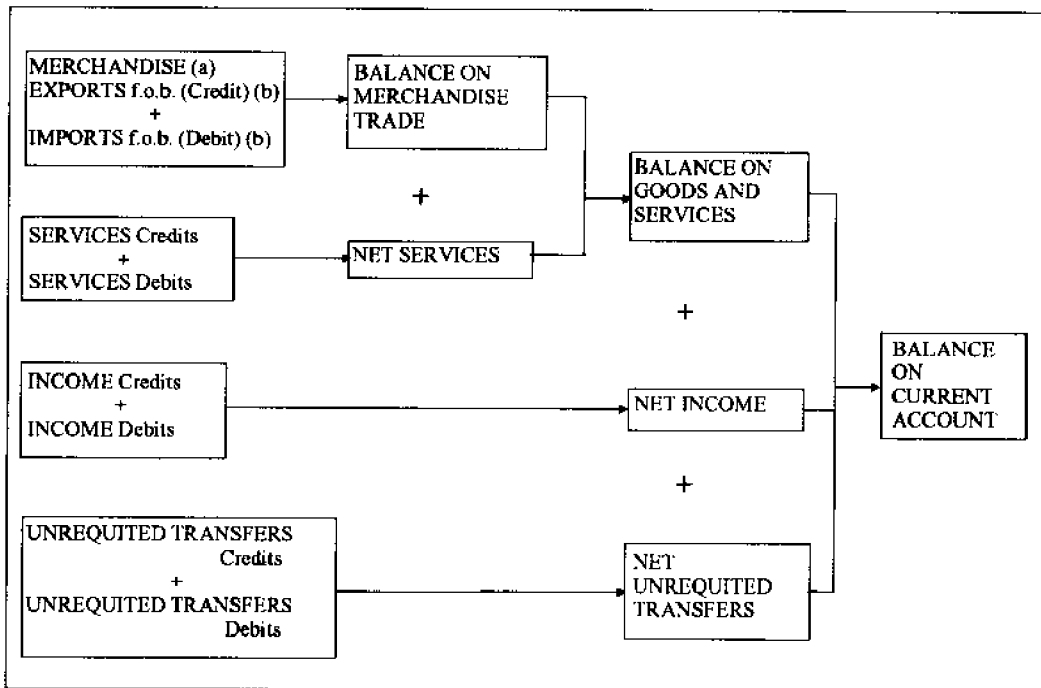 MERCHANDISE (a)
EXPORTS f.o.b. (Credit) (b)
+
IMPORTS f.o.b. (Debit) (b)
BALANCE ON
MERCHANDISE
TRADE
+
SERVICES Credits
+
SERVICES Debits
NET SERVICES
BALANCE ON
GOODS AND
SERVICES
+
INCOME Credits
+
INCOME Debits
NET INCOME
+
UNREQUITED TRANSFERS
Credits
+
UNREQUITED TRANSFERS
Debits
NET
UNREQUITED
TRANSFERS
BALANCE
ON
CURRENT
ACCOUNT